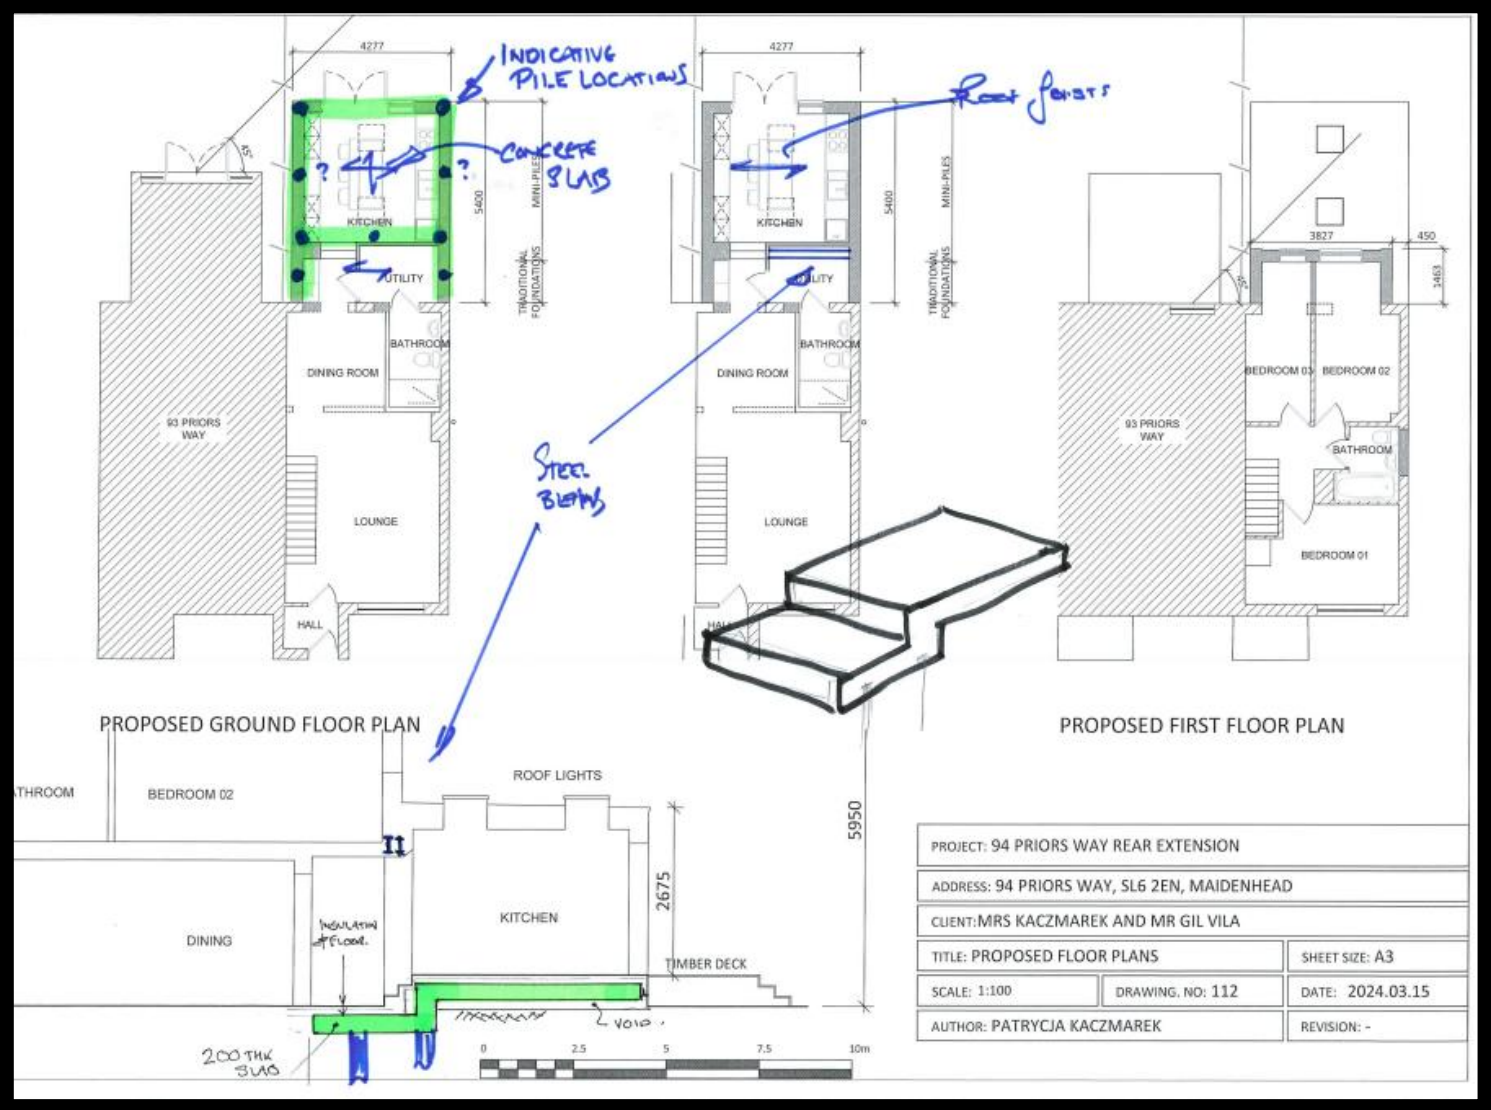 4277
INDICATIVE
PILE LOCATIONS
45°
? ?
CONCRETE
SLAB
KITCHEN
5400
MINI-PILES
TRADITIONAL
FOUNDATIONS
UTILITY
BATHROOM
DINING ROOM
93 PRIORS
WAY
LOUNGE
HALL
PROPOSED GROUND FLOOR PLAN
4277
ROOF JOISTS
KITCHEN
5400
MINI-PILES
TRADITIONAL
FOUNDATIONS
UTILITY
BATHROOM
DINING ROOM
STEEL
BEAMS
LOUNGE
HALL
3827
450
45°
1463
BEDROOM 03
BEDROOM 02
93 PRIORS
WAY
BATHROOM
BEDROOM 01
PROPOSED FIRST FLOOR PLAN
THROOM
BEDROOM 02
ROOF LIGHTS
DINING
INSULATION
& FLOOR.
KITCHEN
2675
5950
TIMBER DECK
VOID.
200 THK
SLAB
0 2.5 5 7.5 10m
PROJECT: 94 PRIORS WAY REAR EXTENSION
ADDRESS: 94 PRIORS WAY, SL6 2EN, MAIDENHEAD
CLIENT:MRS KACZMAREK AND MR GIL VILA
TITLE: PROPOSED FLOOR PLANS
SHEET SIZE: A3
SCALE: 1:100
DRAWING. NO: 112
DATE: 2024.03.15
AUTHOR: PATRYCJA KACZMAREK
REVISION: -